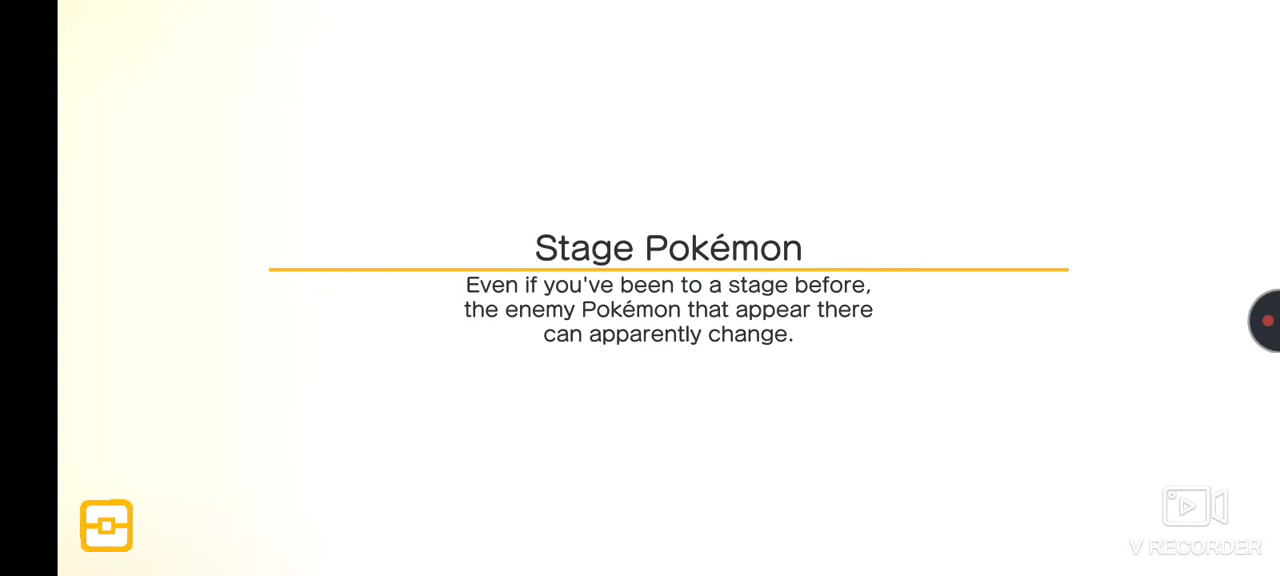 Stage Pokémon
Even if you've been to a stage before,
the enemy Pokémon that appear there
can apparently change.
V RECORDER